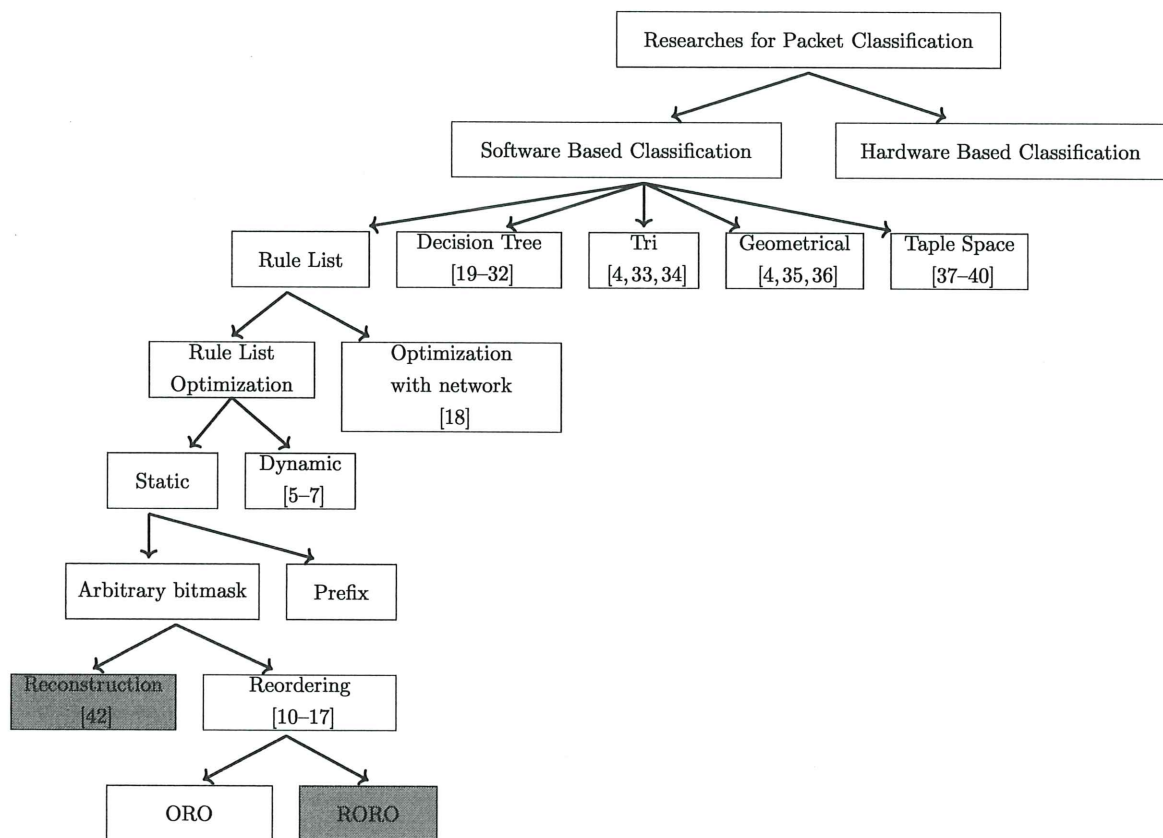 Researches for Packet Classification
Software Based Classification
Hardware Based Classification
Rule List
Decision Tree
[19–32]
Tri
[4, 33, 34]
Geometrical
[4, 35, 36]
Taple Space
[37–40]
Rule List
Optimization
Optimization
with network
[18]
Static
Dynamic
[5–7]
Arbitrary bitmask
Prefix
Reconstruction
[42]
Reordering
[10–17]
ORO
RORO